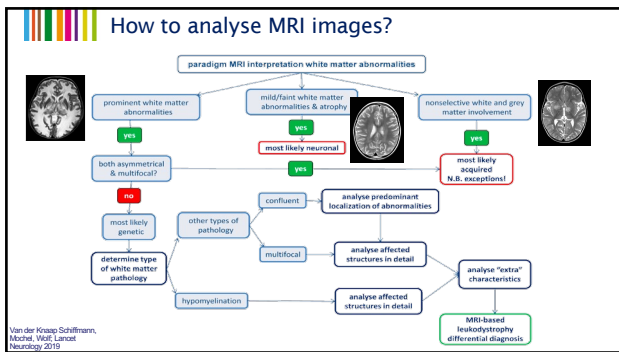 How to analyse MRI images?
paradigm MRI interpretation white matter abnormalities
prominent white matter
abnormalities
mild/faint white matter
abnormalities & atrophy
nonselective white and grey
matter involvement
yes
yes
yes
most likely neuronal
both asymmetrical
& multifocal?
yes
most likely
acquired
N.B. exceptions!
no
most likely
genetic
other types of
pathology
confluent
analyse predominant
localization of abnormalities
determine type
of white matter
pathology
multifocal
analyse affected
structures in detail
analyse “extra”
characteristics
hypomyelination
analyse affected
structures in detail
MRI-based
leukodystrophy
differential diagnosis
Van der Knaap Schiffmann,
Mochel, Wolf; Lancet
Neurology 2019